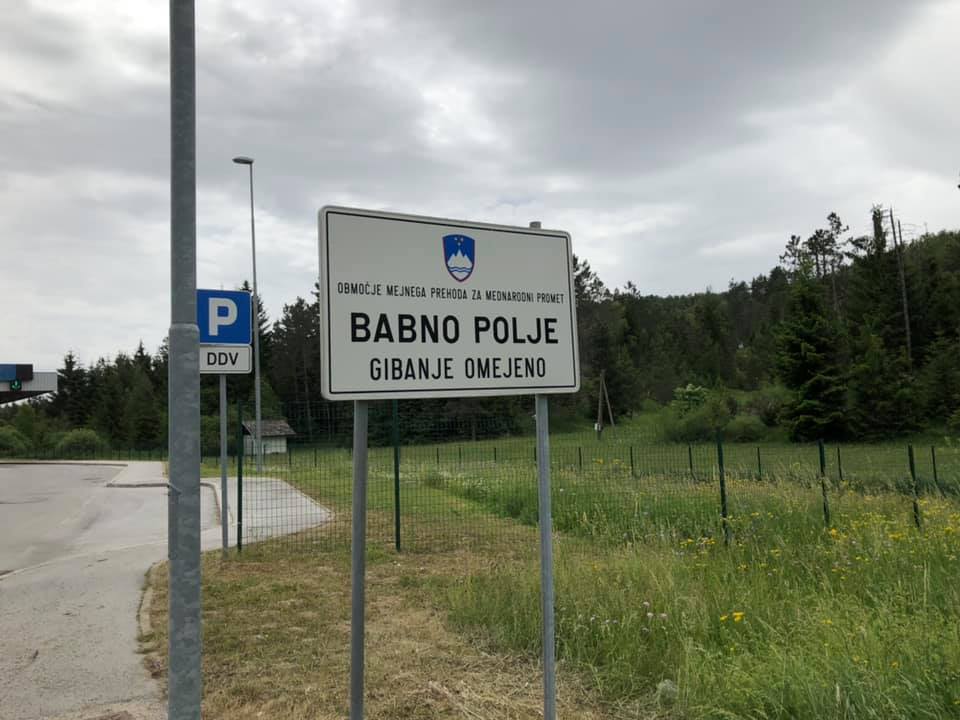 P
DDV
OBMOČJE MEJNEGA PREHODA ZA MEDNARODNI PROMET
BABNO POLJE
GIBANJE OMEJENO